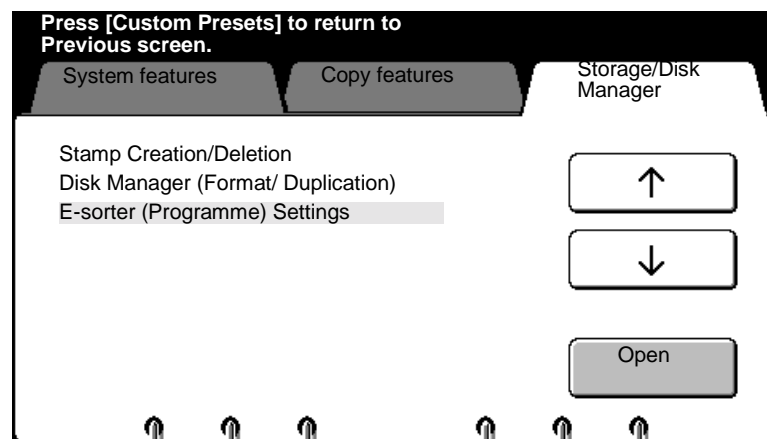 Press [Custom Presets] to return to
Previous screen.
System features
Copy features
Storage/Disk
Manager
Stamp Creation/Deletion
Disk Manager (Format/ Duplication)
E-sorter (Programme) Settings
↑
↓
Open